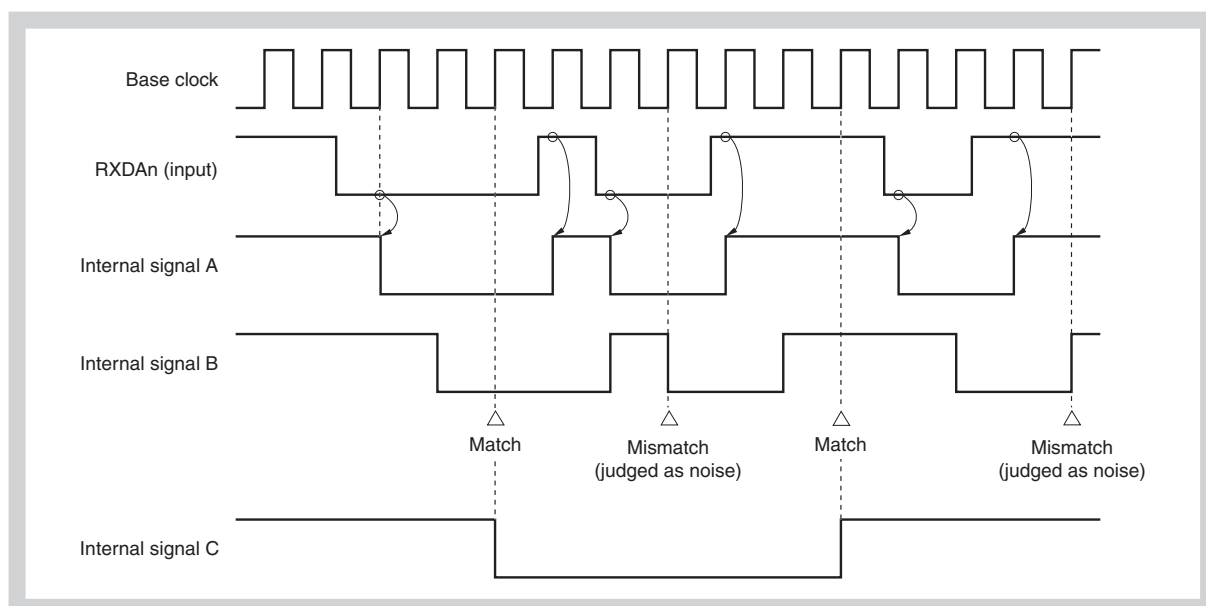 Base clock
RXDAn (input)
Internal signal A
Internal signal B
Match
Mismatch
(judged as noise)
Match
Mismatch
(judged as noise)
Internal signal C